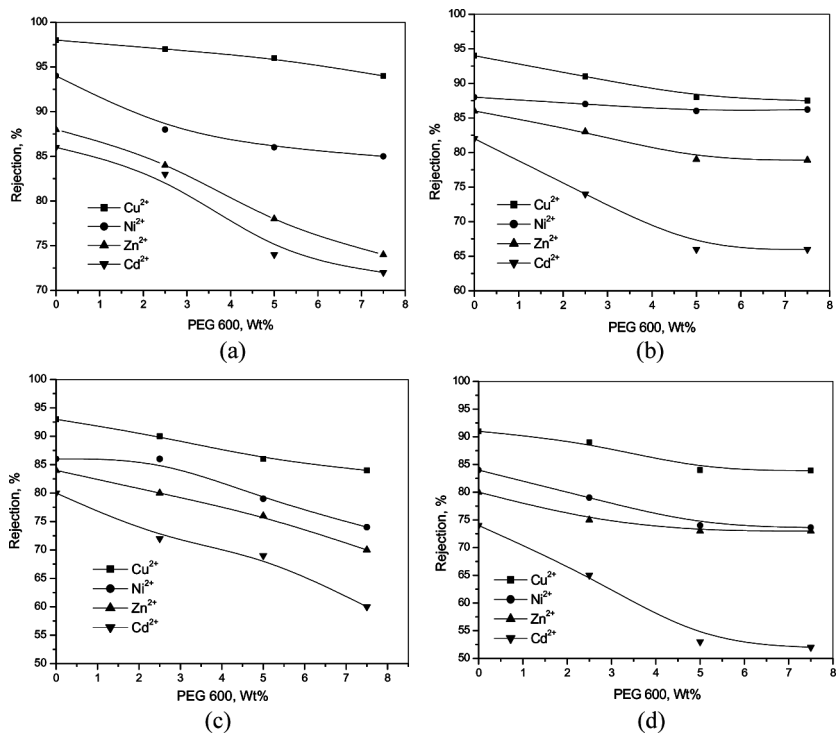 100
95
90
85
80
75
70
Rejection, %
Cu2+
Ni2+
Zn2+
Cd2+
0 1 2 3 4 5 6 7 8
PEG 600, Wt%
(a)
100
95
90
85
80
75
70
65
60
Rejection, %
Cu2+
Ni2+
Zn2+
Cd2+
0 1 2 3 4 5 6 7 8
PEG 600, Wt%
(b)
100
95
90
85
80
75
70
65
60
55
50
Rejection, %
Cu2+
Ni2+
Zn2+
Cd2+
0 1 2 3 4 5 6 7 8
PEG 600, Wt%
(c)
100
95
90
85
80
75
70
65
60
55
50
Rejection, %
Cu2+
Ni2+
Zn2+
Cd2+
0 1 2 3 4 5 6 7 8
PEG 600, Wt%
(d)